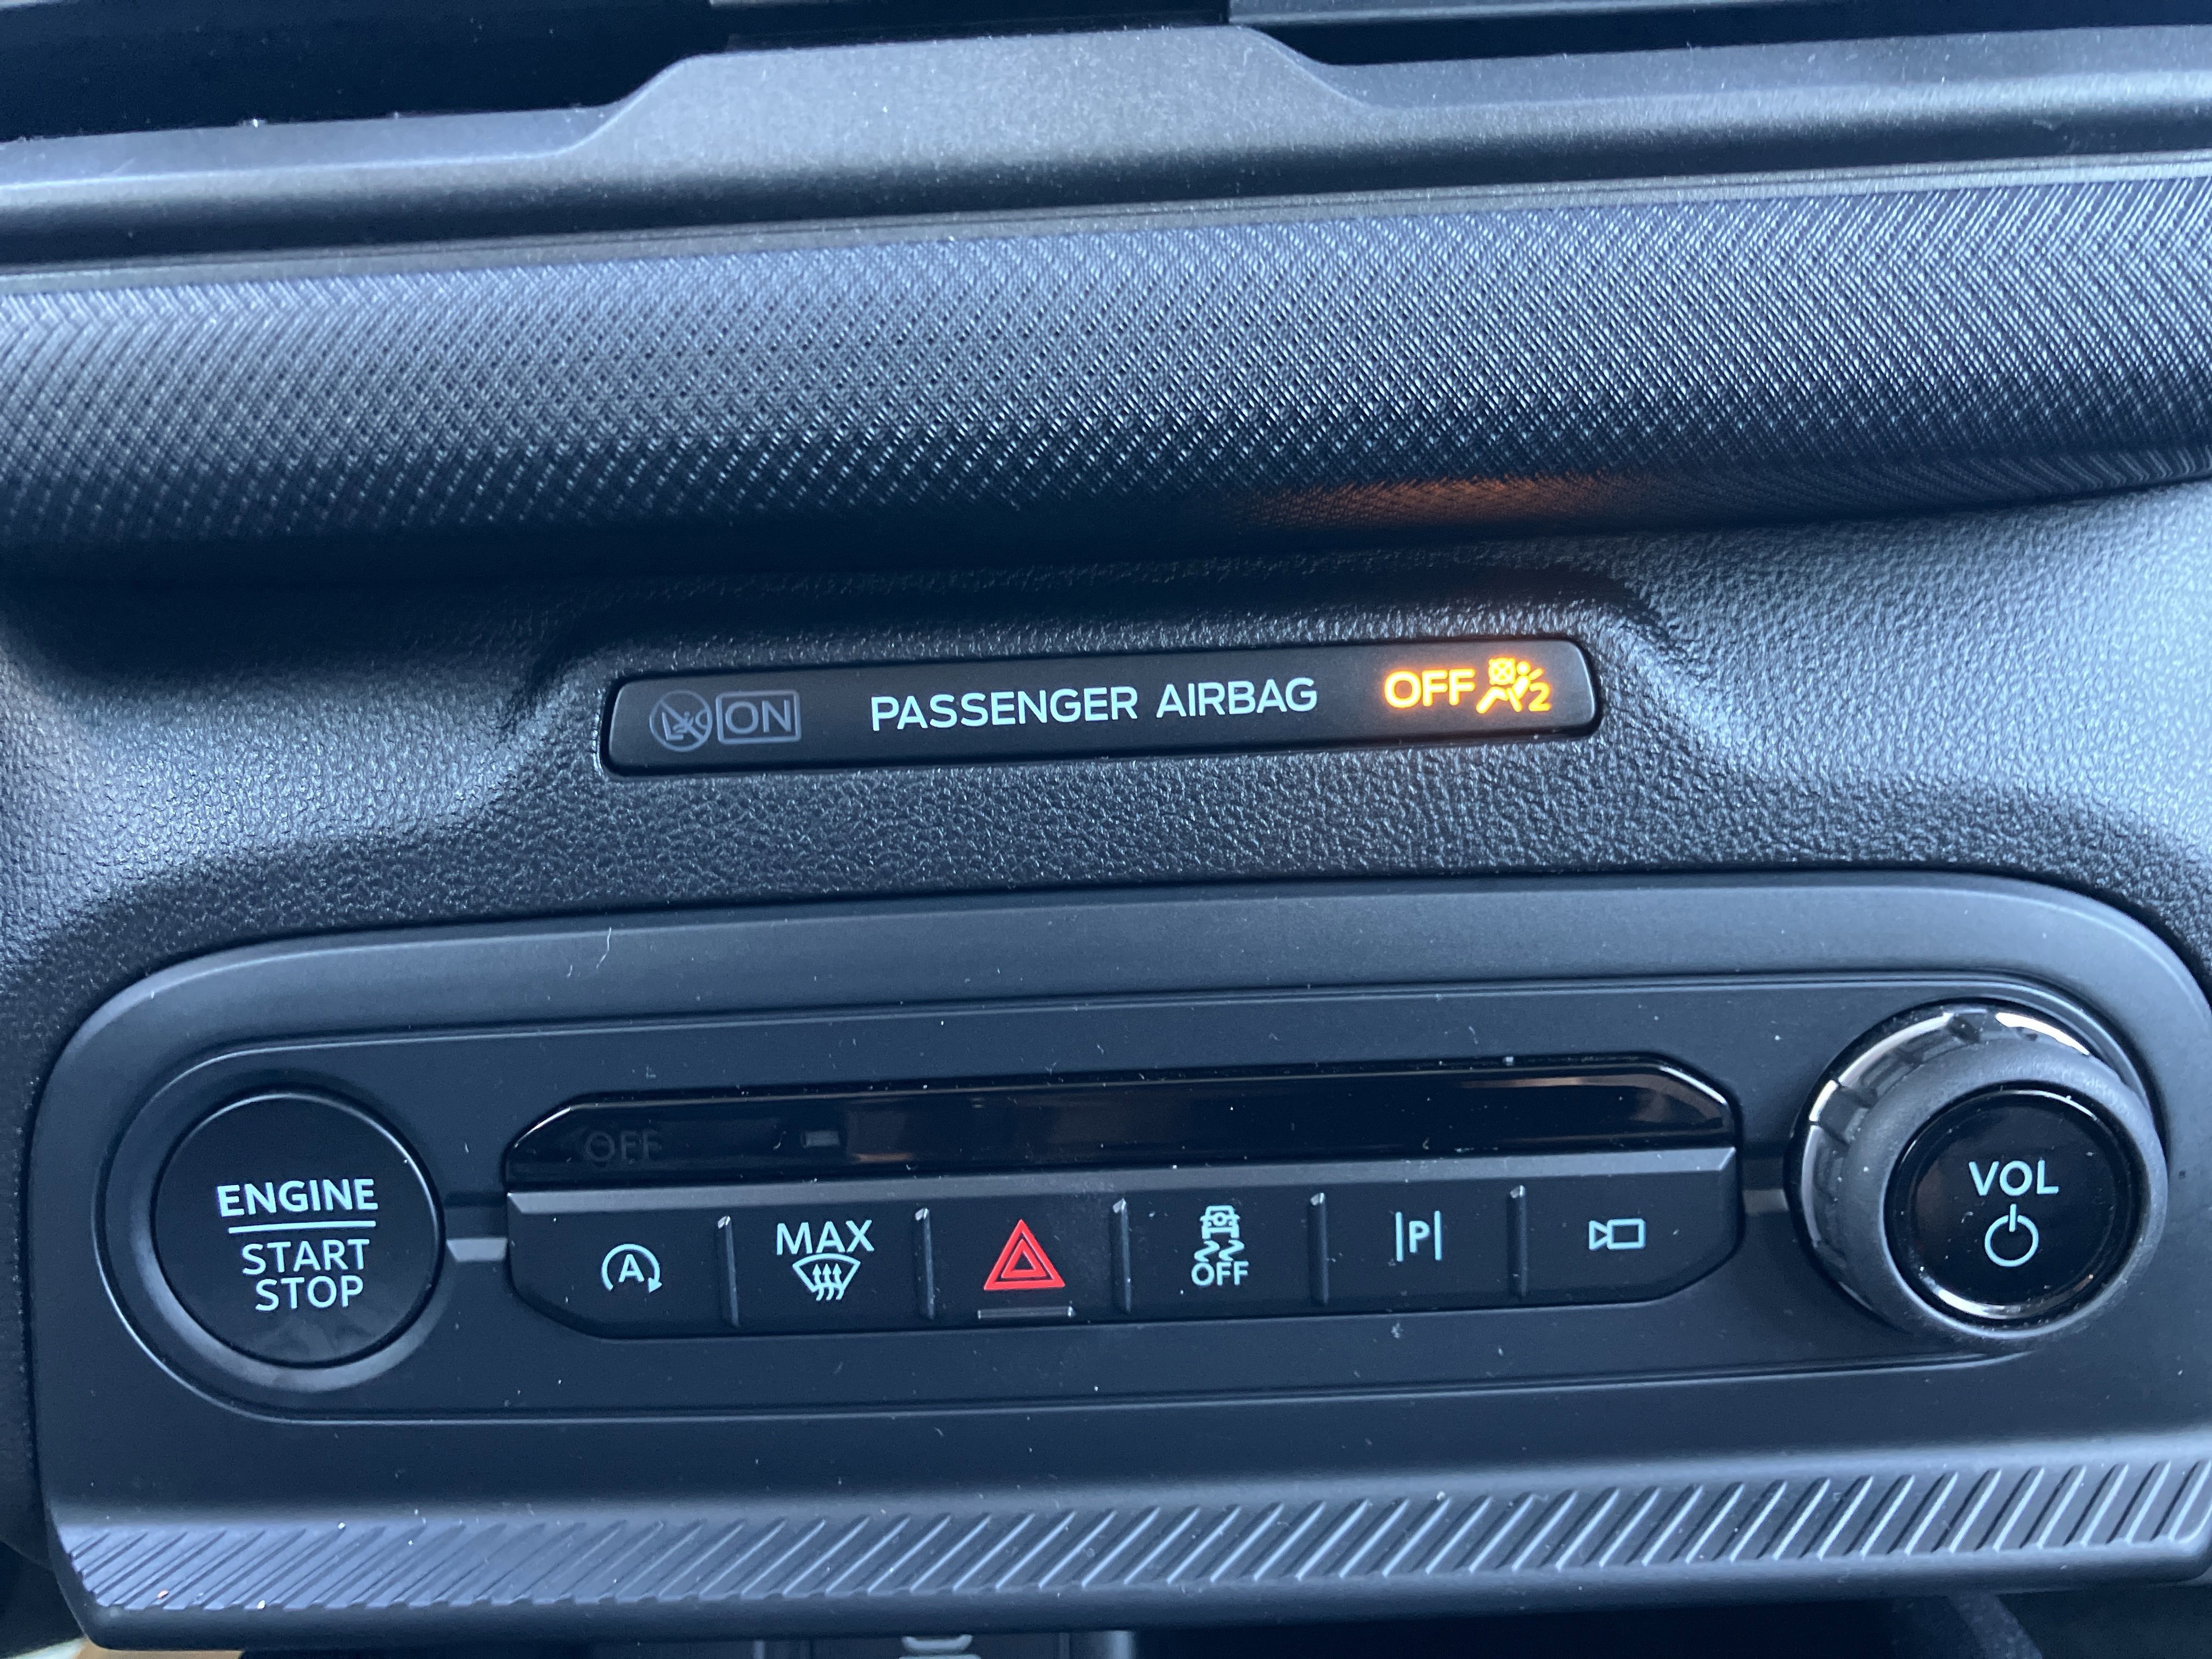 ON PASSENGER AIRBAG OFF 2
OFF
ENGINE
START
STOP
A
MAX
OFF
P
VOL